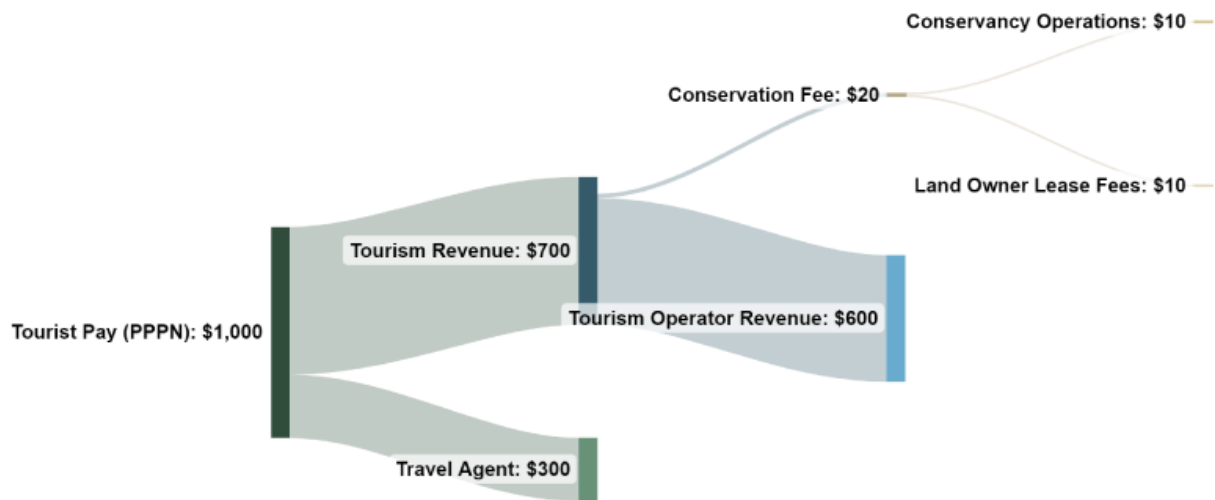 Conservancy Operations: $10
Conservation Fee: $20
Land Owner Lease Fees: $10
Tourism Revenue: $700
Tourism Operator Revenue: $600
Tourist Pay (PPPN): $1,000
Travel Agent: $300